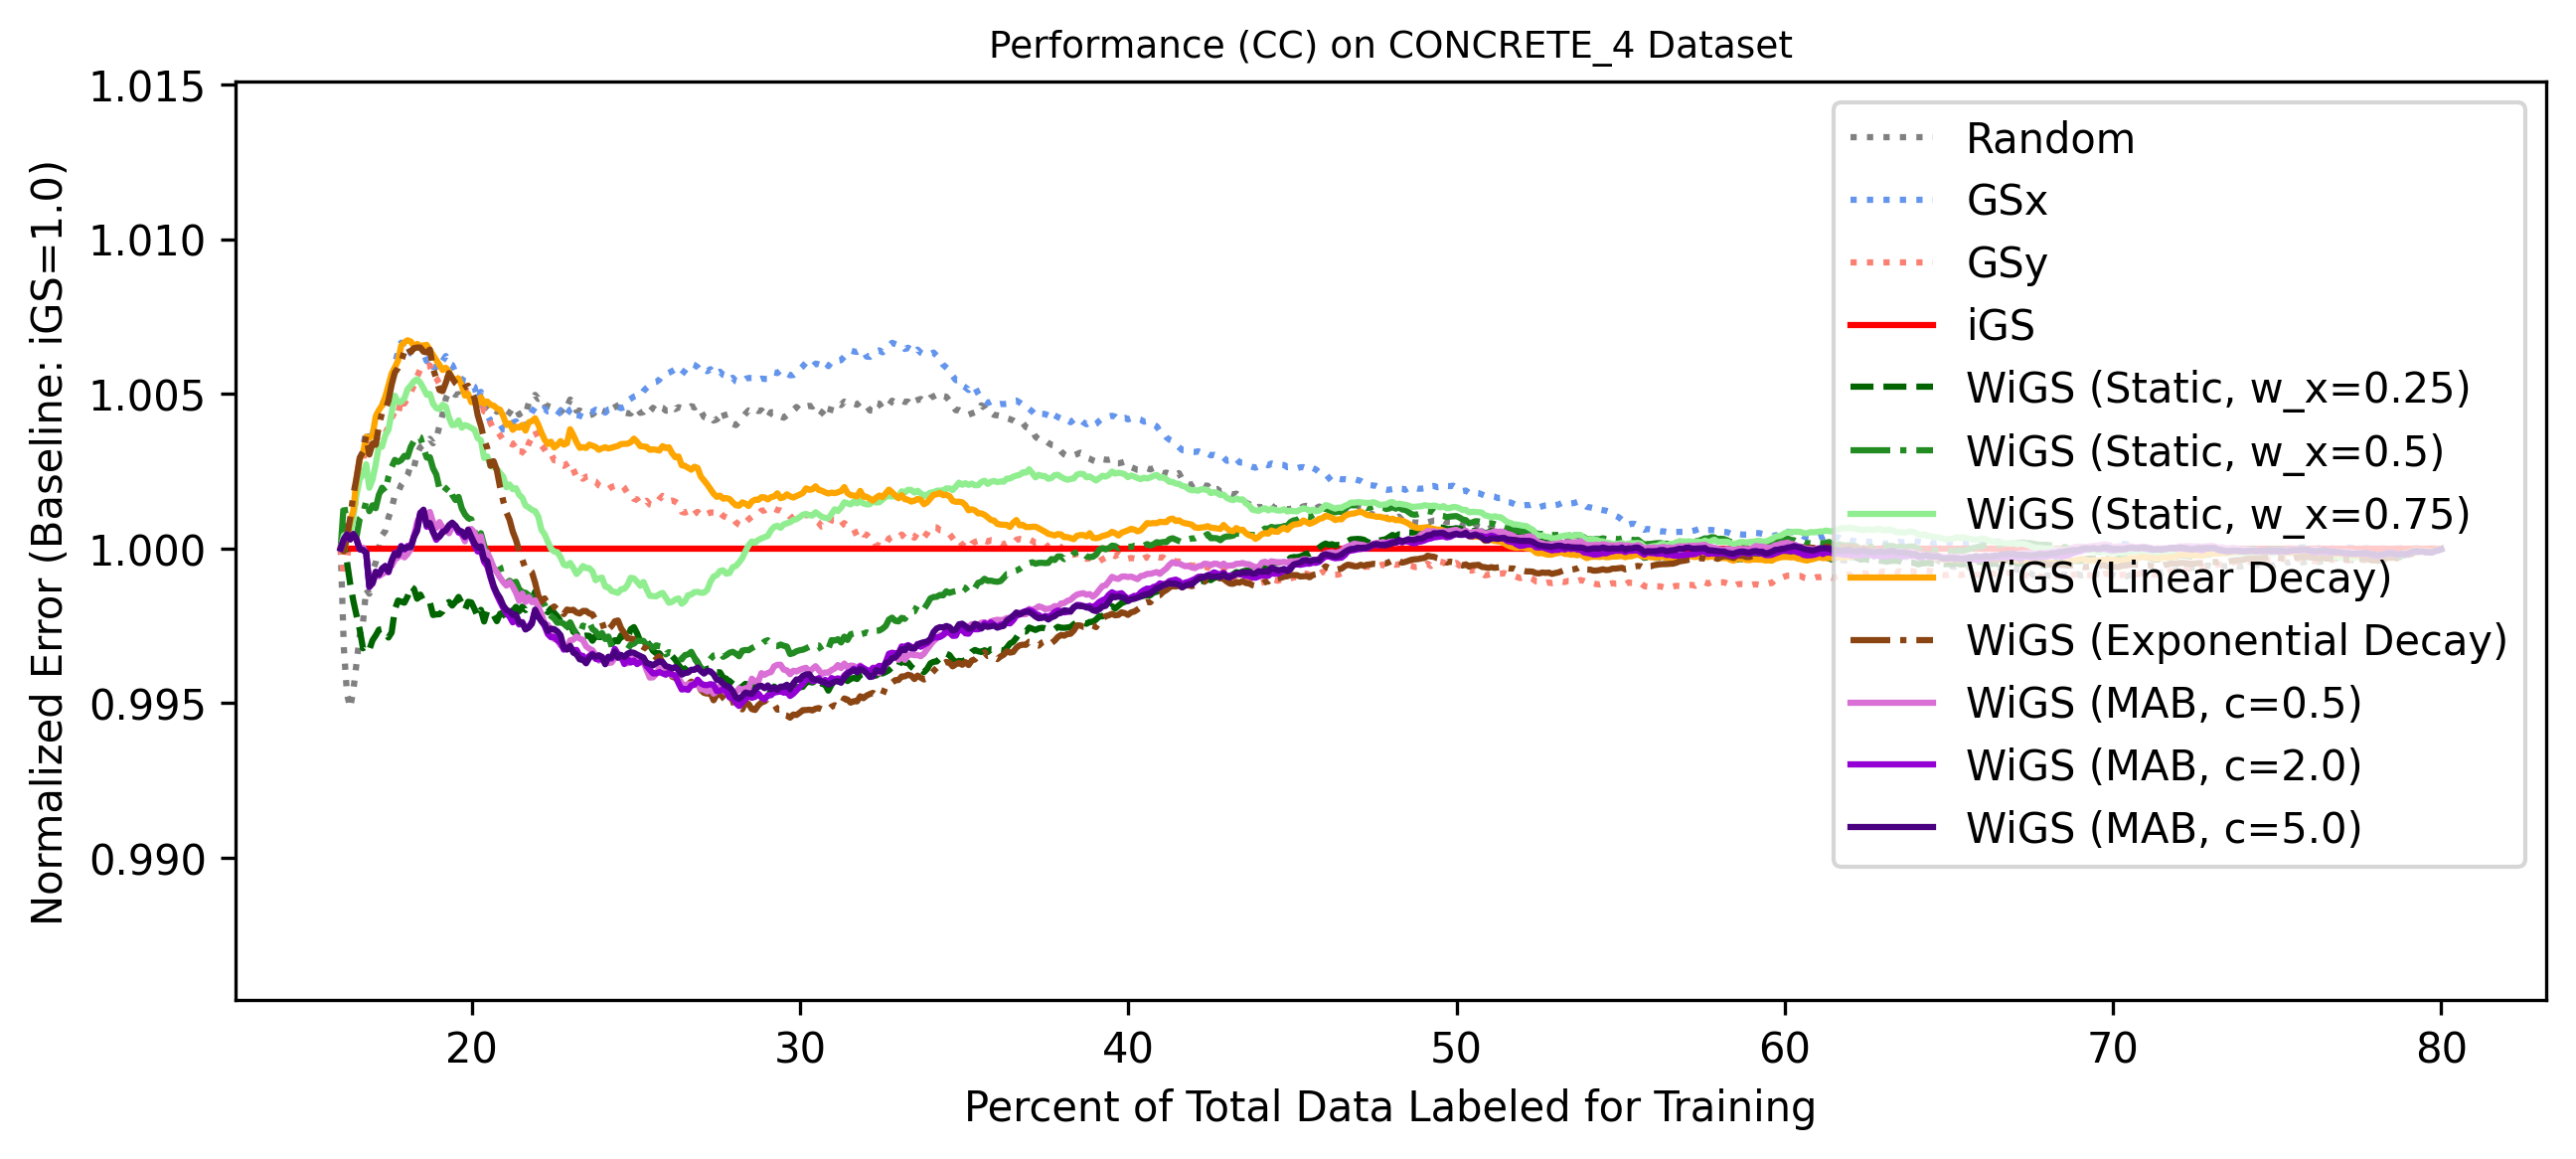 Performance (CC) on CONCRETE_4 Dataset
Normalized Error (Baseline: iGS=1.0)
1.015
1.010
1.005
1.000
0.995
0.990
Random
GSx
GSy
iGS
WiGS (Static, w_x=0.25)
WiGS (Static, w_x=0.5)
WiGS (Static, w_x=0.75)
WiGS (Linear Decay)
WiGS (Exponential Decay)
WiGS (MAB, c=0.5)
WiGS (MAB, c=2.0)
WiGS (MAB, c=5.0)
20 30 40 50 60 70 80
Percent of Total Data Labeled for Training